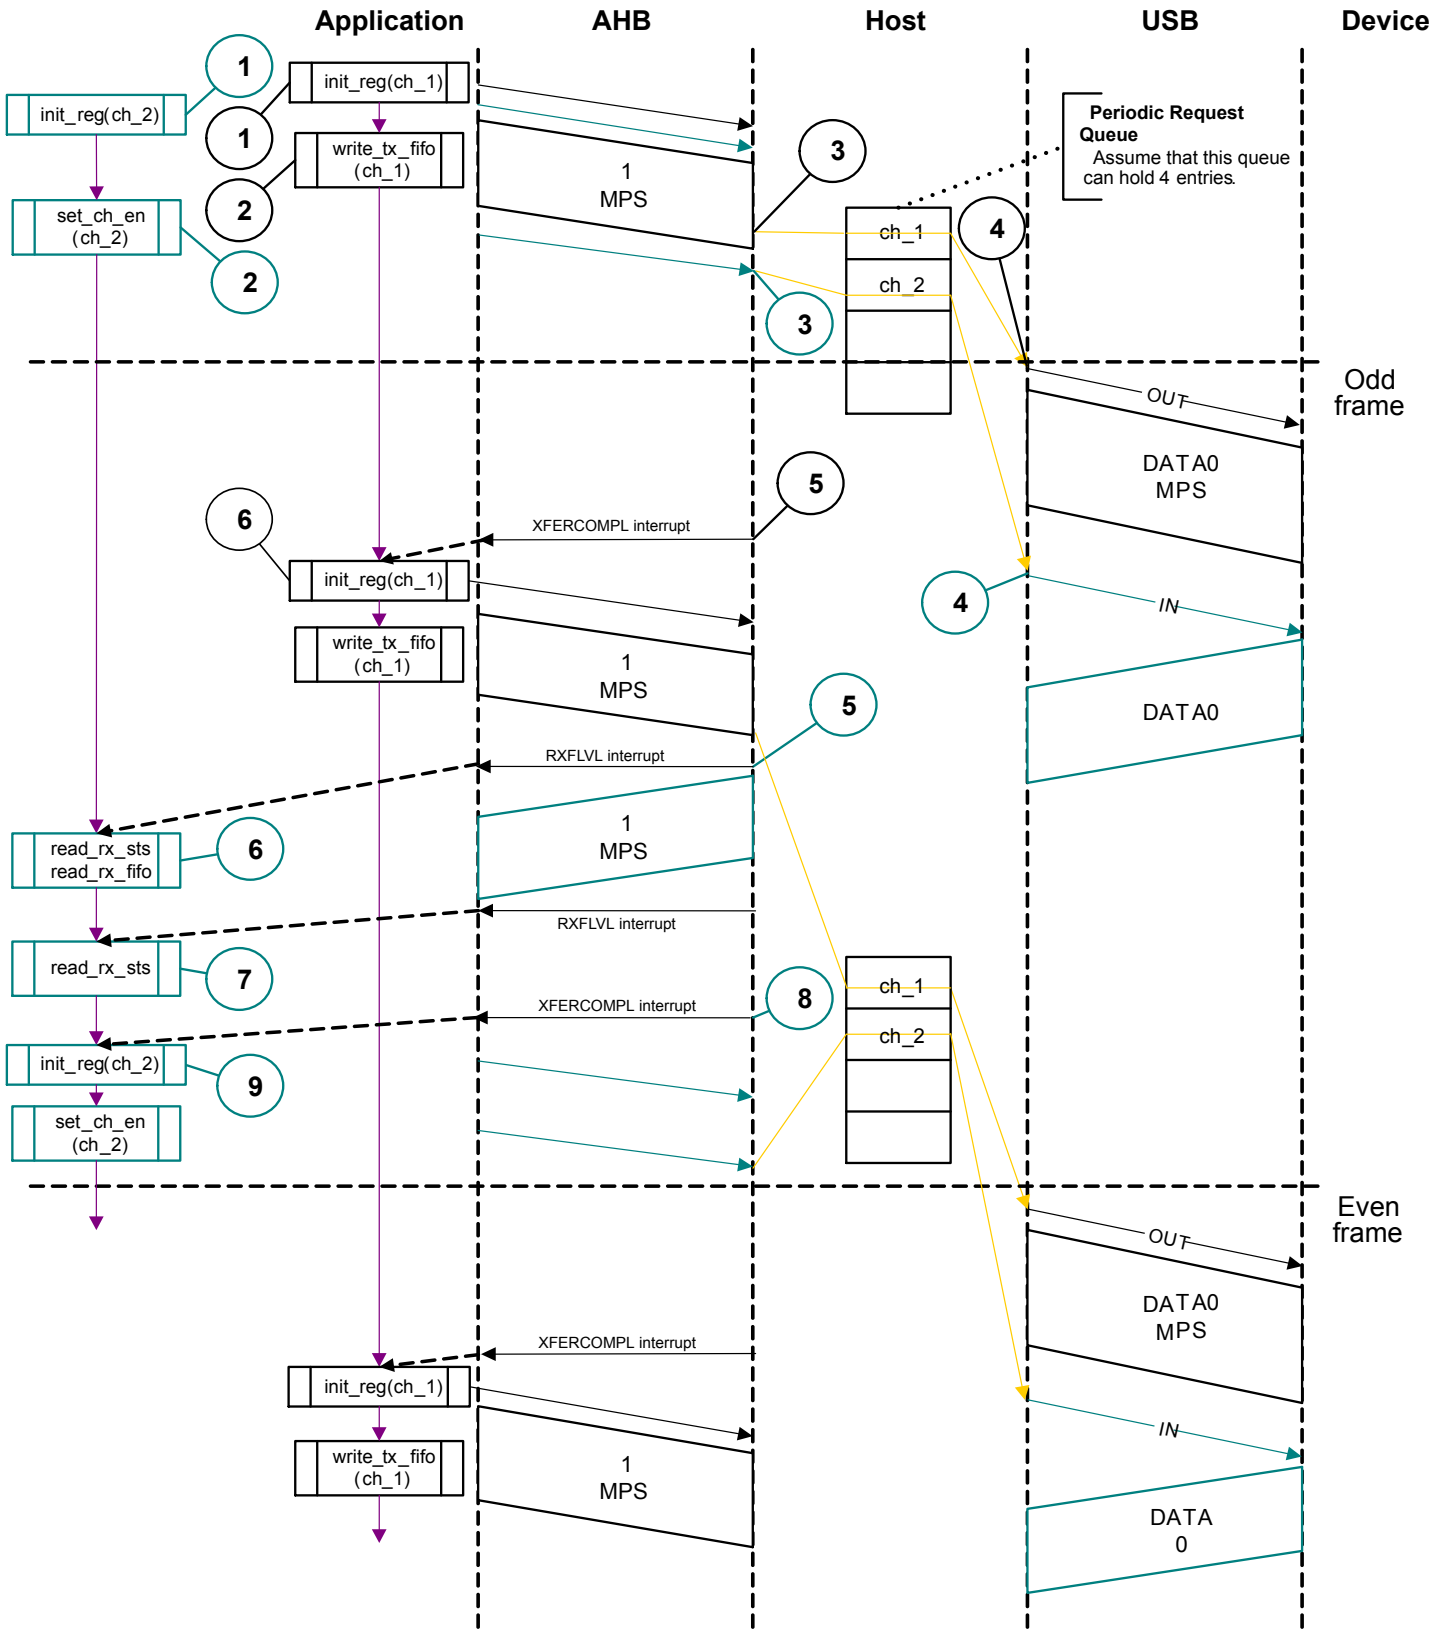 Application AHB Host USB Device
1
init_reg(ch_1)
init_reg(ch_2)
1
Periodic Request
Queue
Assume that this queue
can hold 4 entries.
write_tx_fifo
(ch_1)
1
MPS
3
2
set_ch_en
(ch_2)
4
ch_1
2
ch_2
3
Odd
frame
OUT
DATA0
MPS
5
6
XFERCOMPL interrupt
init_reg(ch_1)
4
IN
write_tx_fifo
(ch_1)
1
MPS
5
DATA0
RXFLVL interrupt
1
MPS
read_rx_sts
read_rx_fifo
6
RXFLVL interrupt
read_rx_sts
7
ch_1
8
XFERCOMPL interrupt
ch_2
init_reg(ch_2)
9
set_ch_en
(ch_2)
Even
frame
OUT
DATA0
MPS
XFERCOMPL interrupt
init_reg(ch_1)
IN
write_tx_fifo
(ch_1)
1
MPS
DATA
0